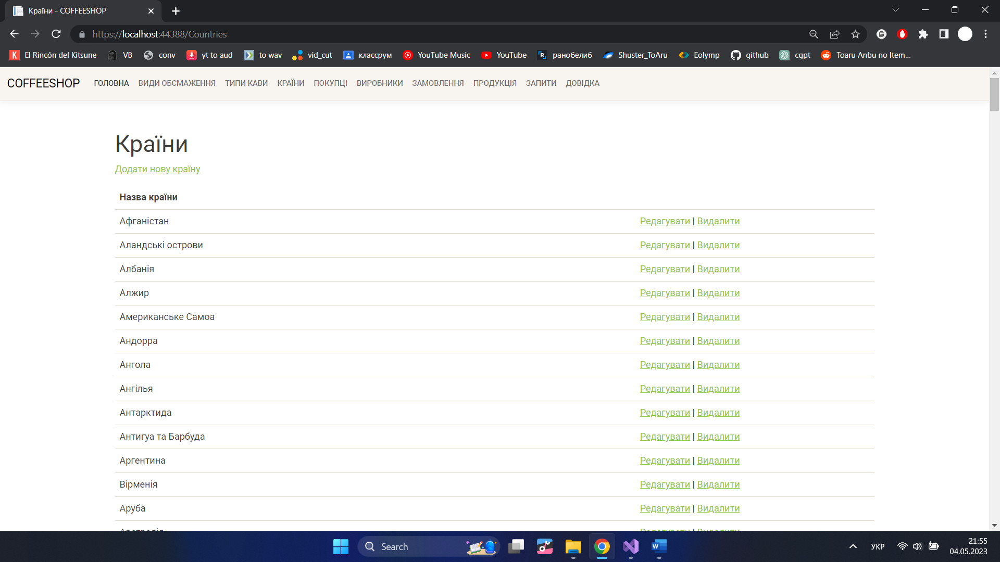 Країни - COFFEESHOP
https://localhost:44388/Countries
El Rincón del Kitsune VB conv yt to aud to wav vid_cut классрум YouTube Music YouTube ранобелиб Shuster_ToAru Eolymp github cgpt Toaru Anbu no Item...
COFFEESHOP ГОЛОВНА ВИДИ ОБСМАЖЕННЯ ТИПИ КАВИ КРАЇНИ ПОКУПЦІ ВИРОБНИКИ ЗАМОВЛЕННЯ ПРОДУКЦІЯ ЗАПИТИ ДОВІДКА
Країни
Додати нову країну
Назва країни
Афганістан Редагувати | Видалити
Аландські острови Редагувати | Видалити
Албанія Редагувати | Видалити
Алжир Редагувати | Видалити
Американське Самоа Редагувати | Видалити
Андорра Редагувати | Видалити
Ангола Редагувати | Видалити
Ангілья Редагувати | Видалити
Антарктида Редагувати | Видалити
Антигуа та Барбуда Редагувати | Видалити
Аргентина Редагувати | Видалити
Вірменія Редагувати | Видалити
Аруба Редагувати | Видалити
Search УКР 21:55
04.05.2023